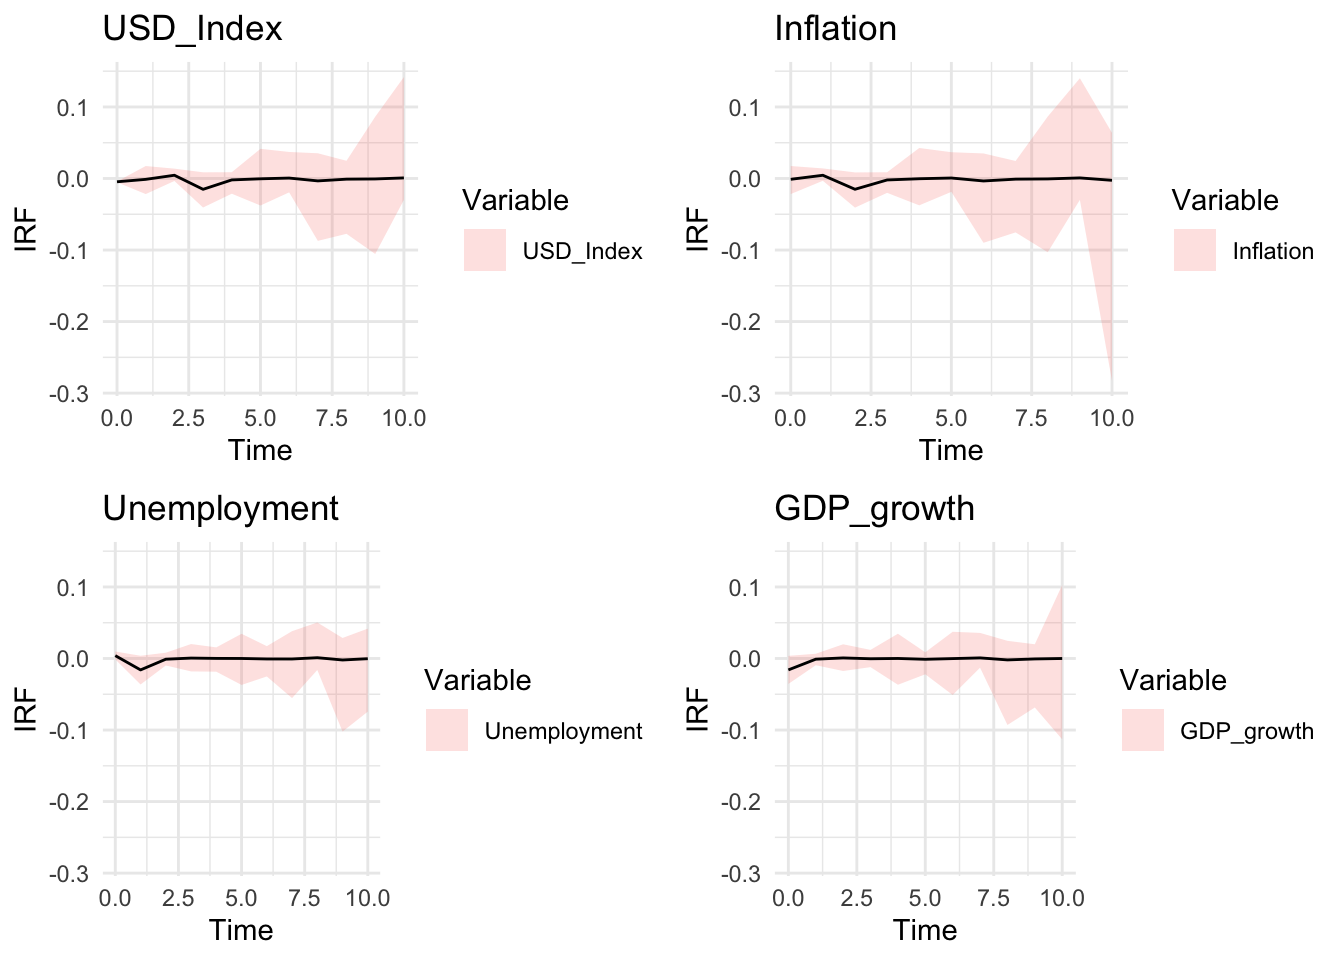 USD_Index
0.1
0.0
-0.1
-0.2
-0.3
IRF
0.0 2.5 5.0 7.5 10.0
Time
Variable
USD_Index
Inflation
0.1
0.0
-0.1
-0.2
-0.3
IRF
0.0 2.5 5.0 7.5 10.0
Time
Variable
Inflation
Unemployment
0.1
0.0
-0.1
-0.2
-0.3
IRF
0.0 2.5 5.0 7.5 10.0
Time
Variable
Unemployment
GDP_growth
0.1
0.0
-0.1
-0.2
-0.3
IRF
0.0 2.5 5.0 7.5 10.0
Time
Variable
GDP_growth